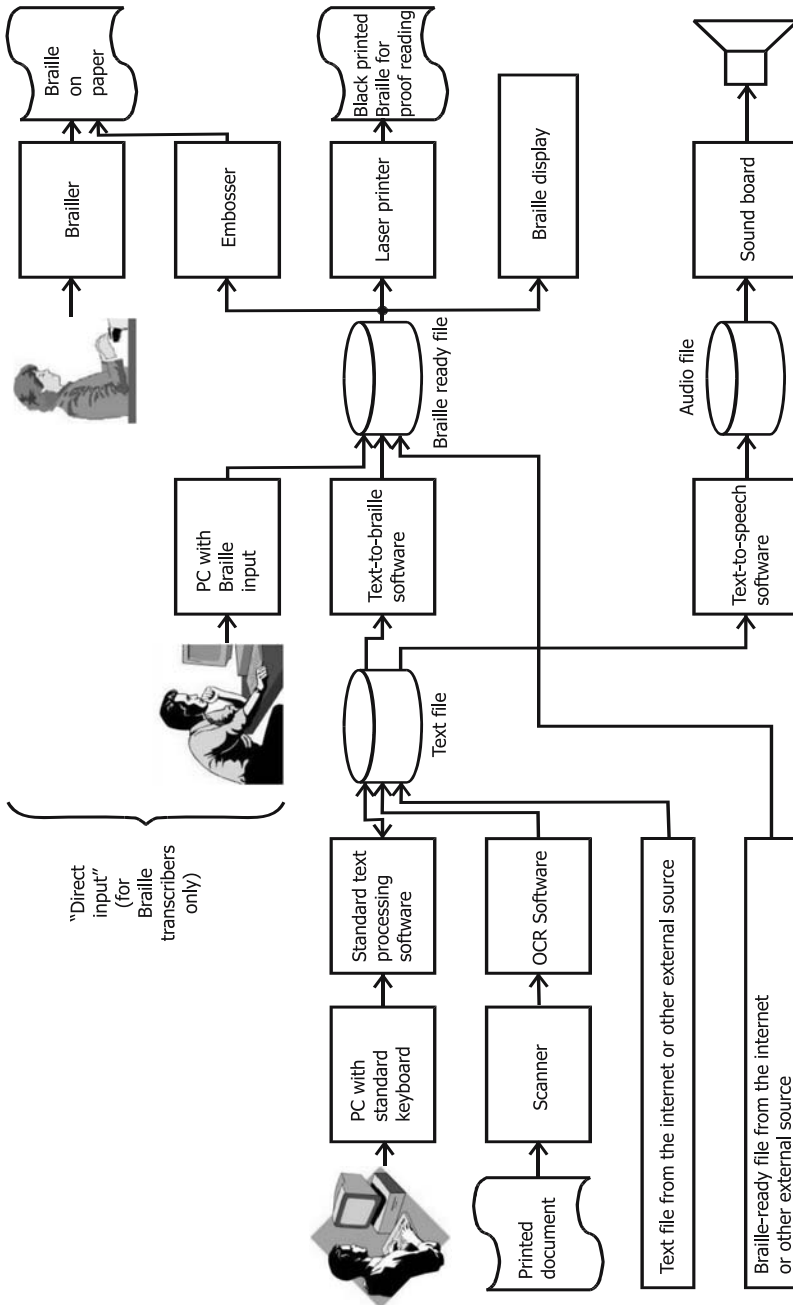 “Direct
input”
(for
Braille
transcribers
only)
Brailler
Braille
on
paper
PC with
Braille
input
Embosser
PC with
standard
keyboard
Standard text
processing
software
Text file
Text-to-braille
software
Braille ready file
Laser printer
Black printed
Braille for
proof reading
Printed
document
Scanner
OCR Software
Braille display
Text file from the internet or other external source
Braille-ready file from the internet
or other external source
Text-to-speech
software
Audio file
Sound board